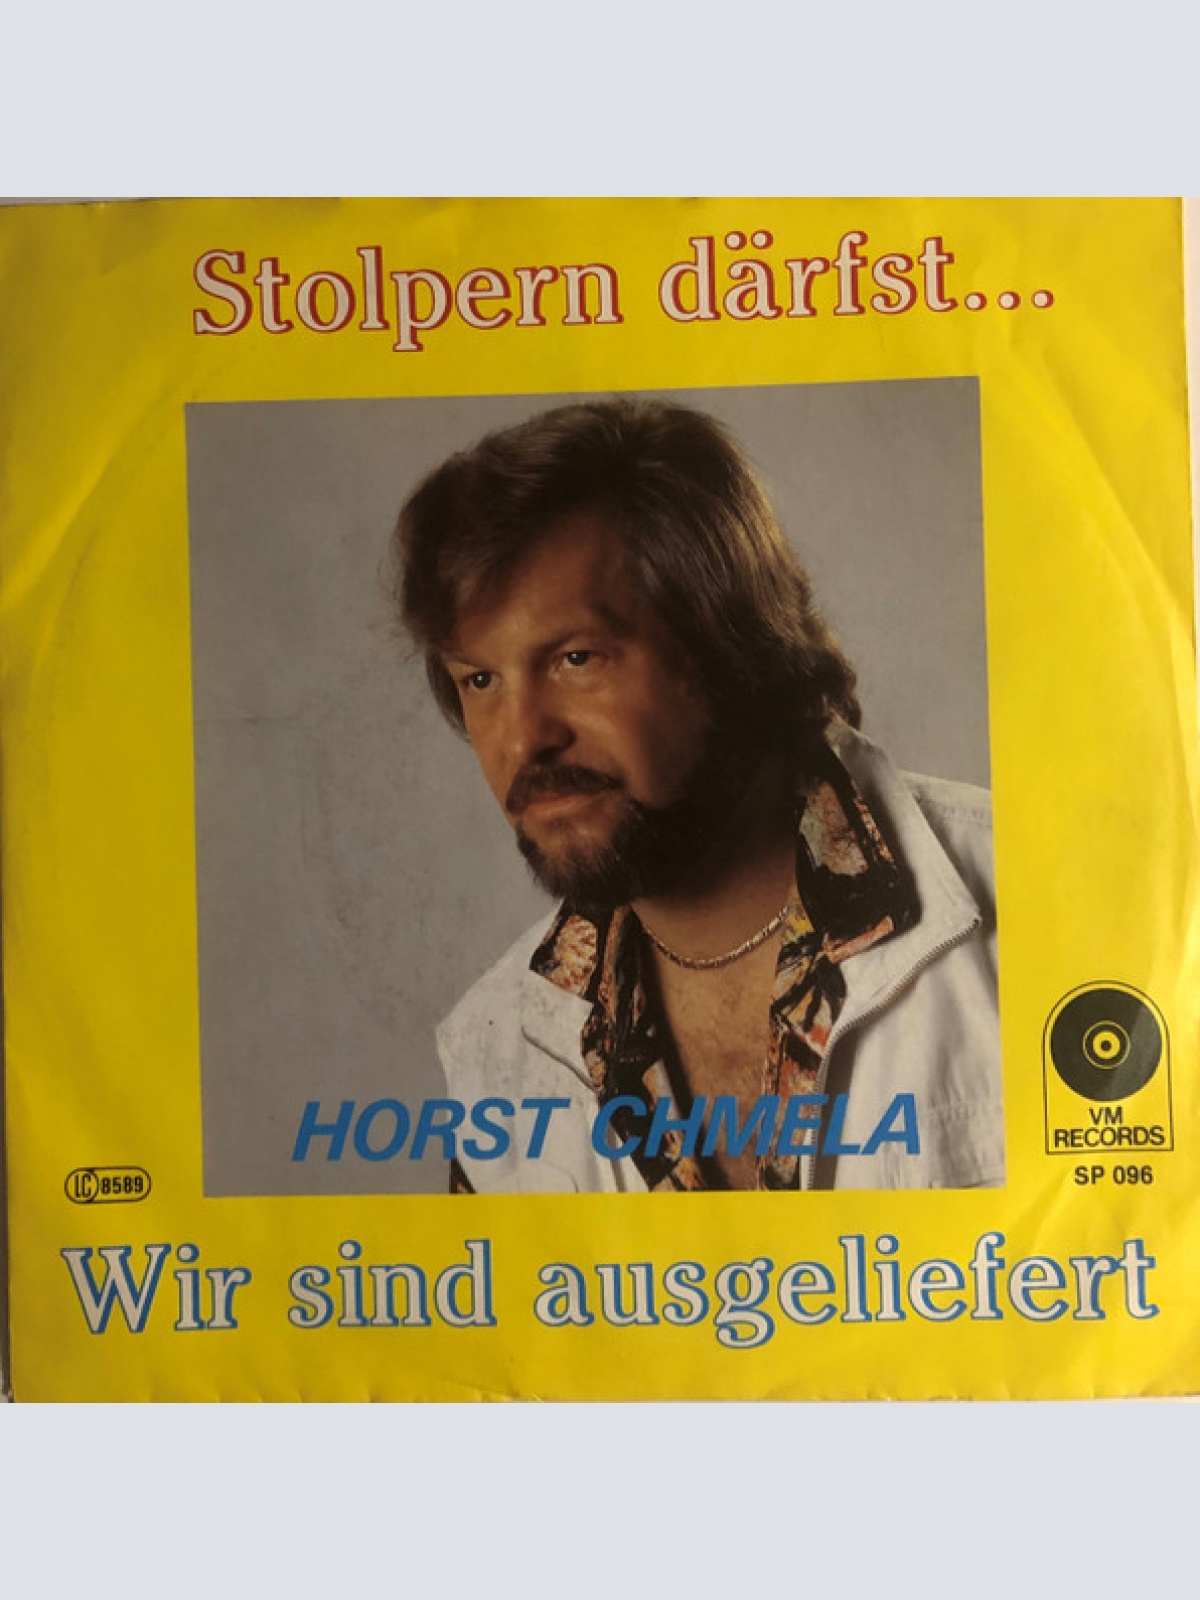 Stolpern därfst...
HORST CHMELA
VM
RECORDS
SP 096
LC 8589
Wir sind ausgeliefert